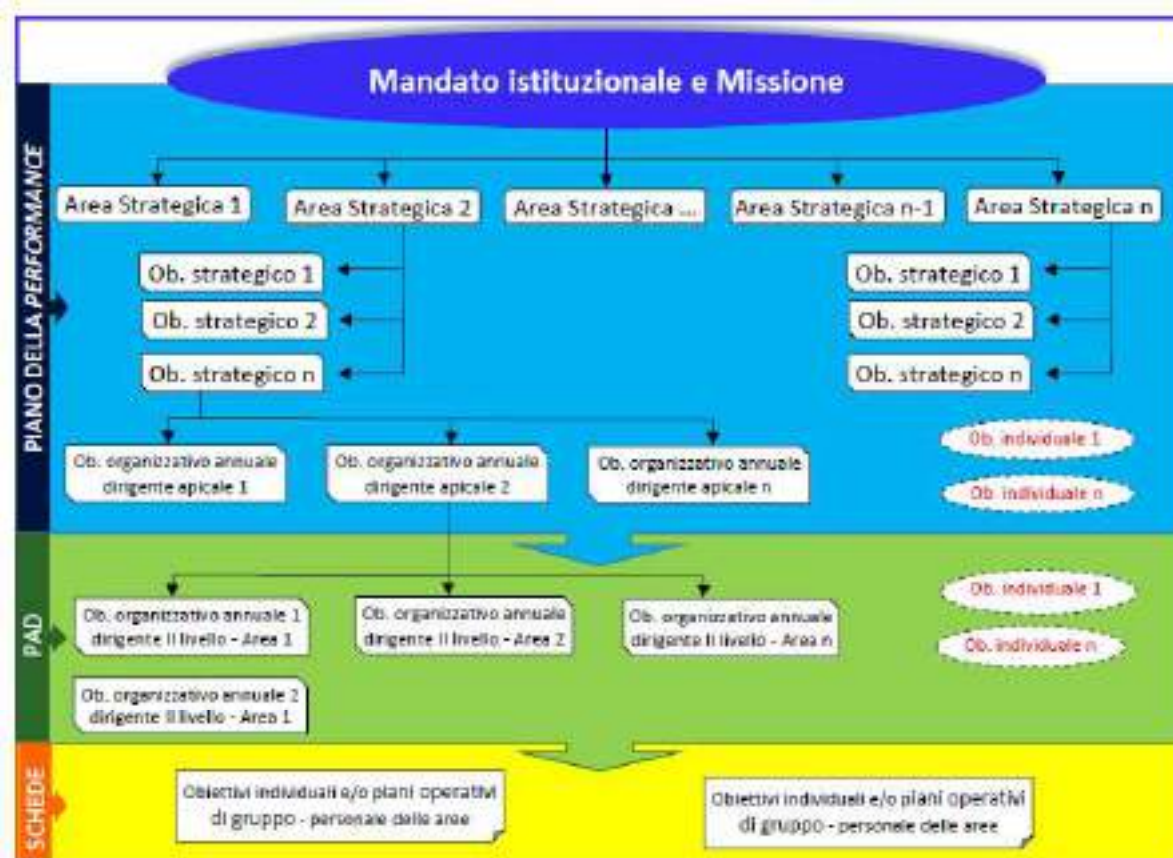 Mandato istituzionale e Missione
PIANO DELLA PERFORMANCE
Area Strategica 1
Area Strategica 2
Area Strategica ...
Area Strategica n-1
Area Strategica n
Ob. strategico 1
Ob. strategico 2
Ob. strategico n
Ob. strategico 1
Ob. strategico 2
Ob. strategico n
Ob. organizzativo annuale
dirigente apicale 1
Ob. organizzativo annuale
dirigente apicale 2
Ob. organizzativo annuale
dirigente apicale n
Ob. individuale 1
Ob. individuale n
PAD
Ob. organizzativo annuale 1
dirigente II livello - Area 1
Ob. organizzativo annuale
dirigente II livello - Area 2
Ob. organizzativo annuale
dirigente II livello - Area n
Ob. individuale 1
Ob. individuale n
Ob. organizzativo annuale 2
dirigente II livello - Area 1
SCHEDE
Obiettivi individuali e/o piani operativi
di gruppo - personale delle aree
Obiettivi individuali e/o piani operativi
di gruppo - personale delle aree